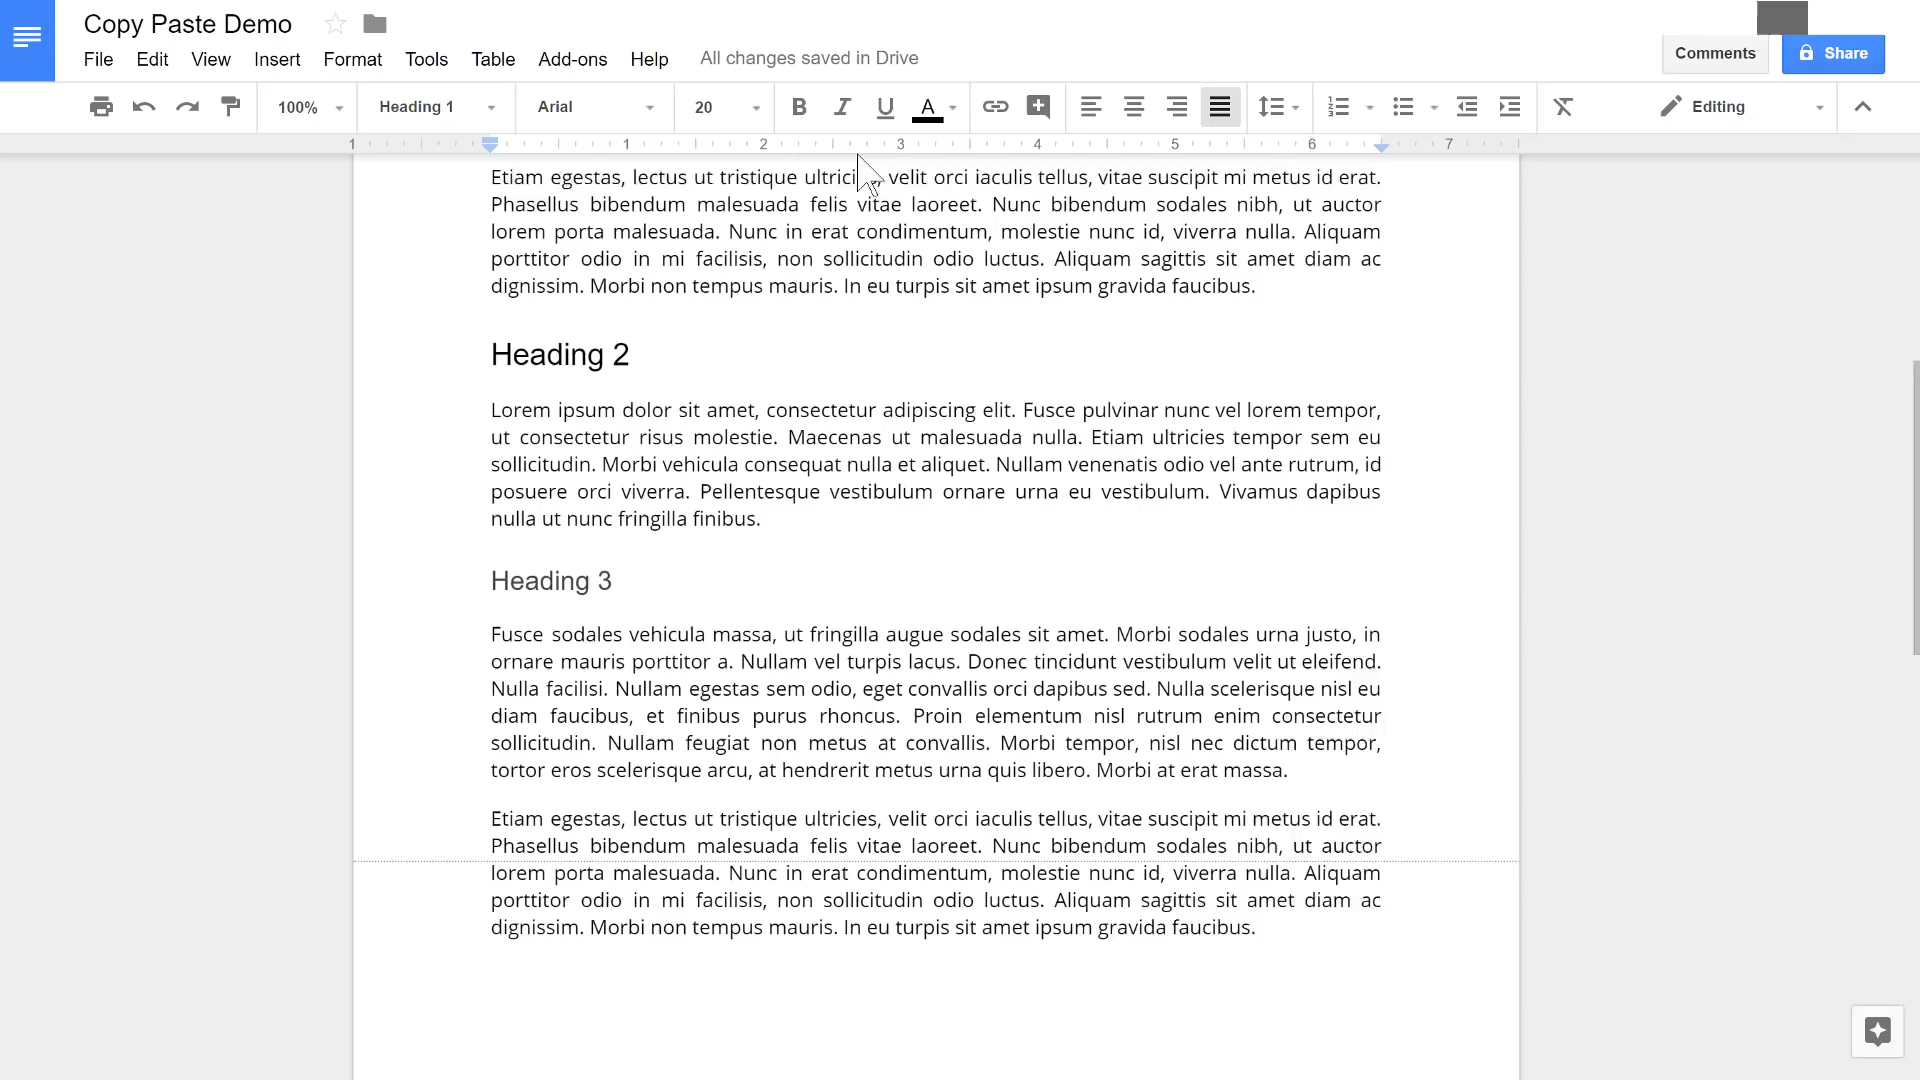 Copy Paste Demo
File Edit View Insert Format Tools Table Add-ons Help All changes saved in Drive
Comments Share
100% Heading 1 Arial 20 B I U A Editing
1 1 2 3 4 5 6 7
Etiam egestas, lectus ut tristique velit orci iaculis tellus, vitae suscipit mi metus id erat.
Phasellus bibendum malesuada felis vitae laoreet. Nunc bibendum sodales nibh, ut auctor
lorem porta malesuada. Nunc in erat condimentum, molestie nunc id, viverra nulla. Aliquam
porttitor odio in mi facilisis, non sollicitudin odio luctus. Aliquam sagittis sit amet diam ac
dignissim. Morbi non tempus mauris. In eu turpis sit amet ipsum gravida faucibus.
Heading 2
Lorem ipsum dolor sit amet, consectetur adipiscing elit. Fusce pulvinar nunc vel lorem tempor,
ut consectetur risus molestie. Maecenas ut malesuada nulla. Etiam ultricies tempor sem eu
sollicitudin. Morbi vehicula consequat nulla et aliquet. Nullam venenatis odio vel ante rutrum, id
posuere orci viverra. Pellentesque vestibulum ornare urna eu vestibulum. Vivamus dapibus
nulla ut nunc fringilla finibus.
Heading 3
Fusce sodales vehicula massa, ut fringilla augue sodales sit amet. Morbi sodales urna justo, in
ornare mauris porttitor a. Nullam vel turpis lacus. Donec tincidunt vestibulum velit ut eleifend.
Nulla facilisi. Nullam egestas sem odio, eget convallis orci dapibus sed. Nulla scelerisque nisl eu
diam faucibus, et finibus purus rhoncus. Proin elementum nisl rutrum enim consectetur
sollicitudin. Nullam feugiat non metus at convallis. Morbi tempor, nisl nec dictum tempor,
tortor eros scelerisque arcu, at hendrerit metus urna quis libero. Morbi at erat massa.
Etiam egestas, lectus ut tristique ultricies, velit orci iaculis tellus, vitae suscipit mi metus id erat.
Phasellus bibendum malesuada felis vitae laoreet. Nunc bibendum sodales nibh, ut auctor
lorem porta malesuada. Nunc in erat condimentum, molestie nunc id, viverra nulla. Aliquam
porttitor odio in mi facilisis, non sollicitudin odio luctus. Aliquam sagittis sit amet diam ac
dignissim. Morbi non tempus mauris. In eu turpis sit amet ipsum gravida faucibus.